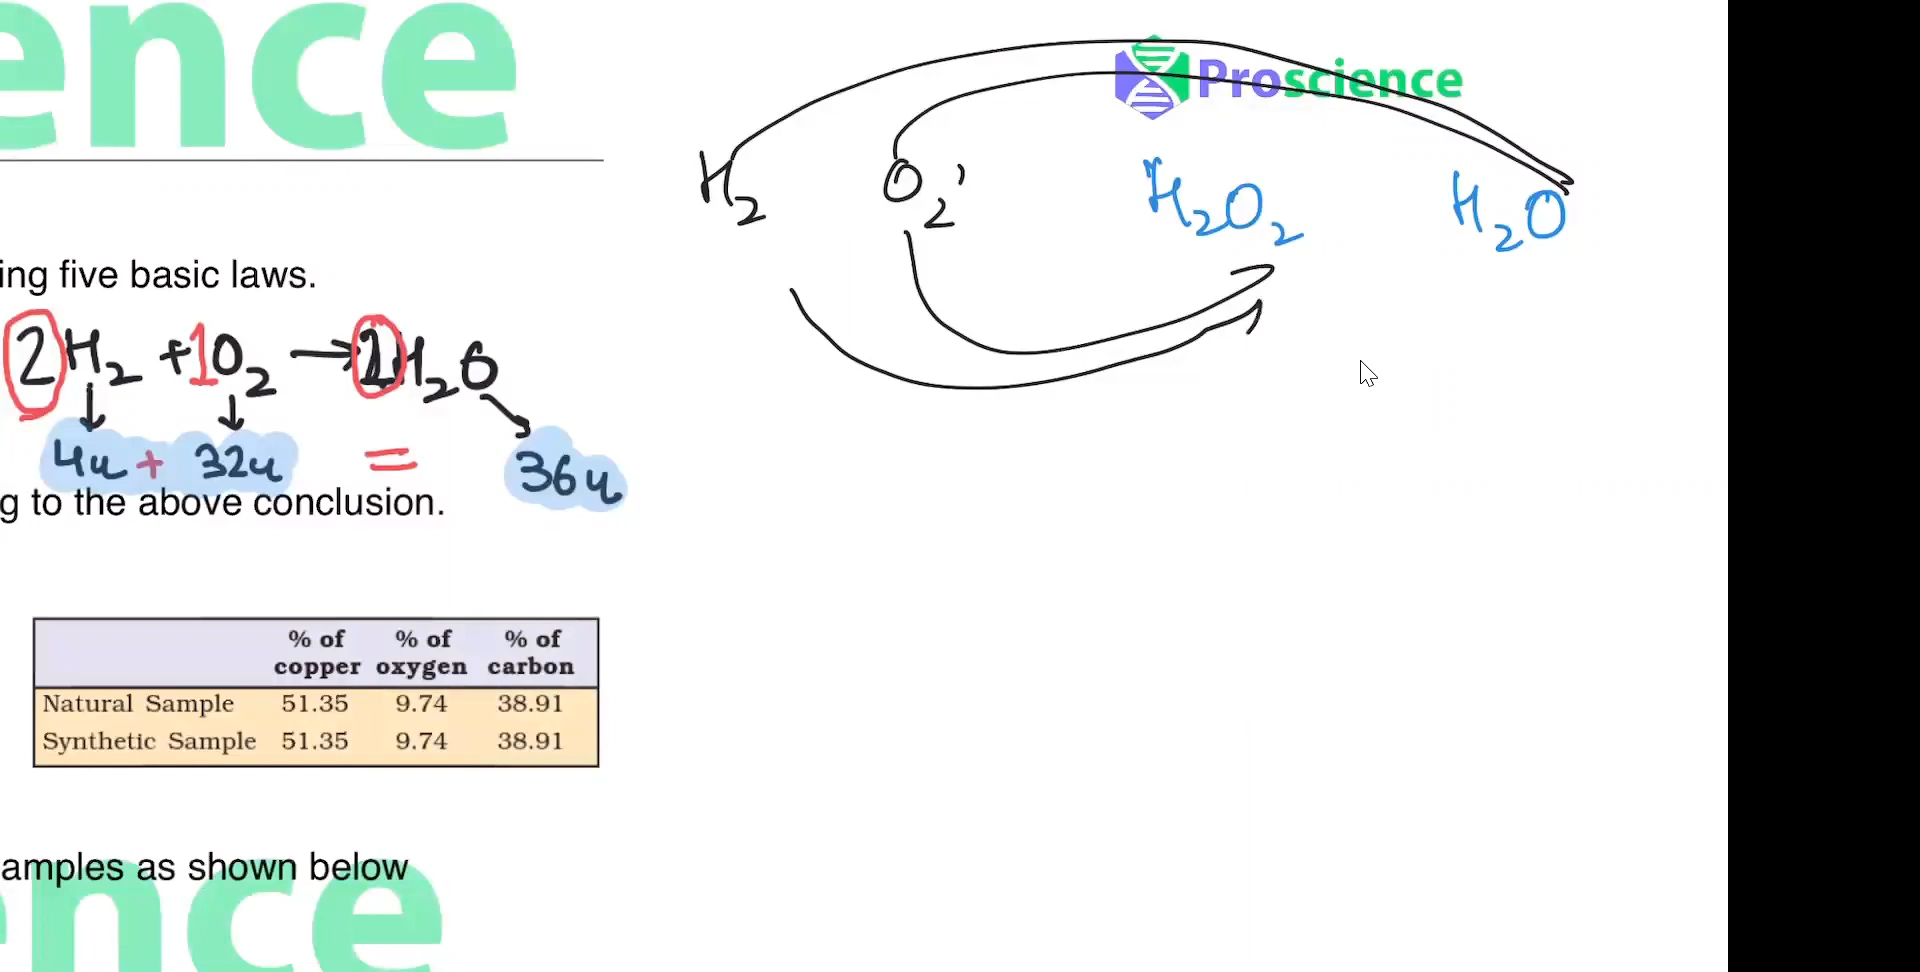 ence
Proscience
H2 O2, H2O2 H2O
ing five basic laws.
2H2 + 1O2 → 2H2O
4u + 32u = 36u
g to the above conclusion.
% of copper % of oxygen % of carbon
Natural Sample 51.35 9.74 38.91
Synthetic Sample 51.35 9.74 38.91
amples as shown below
ence